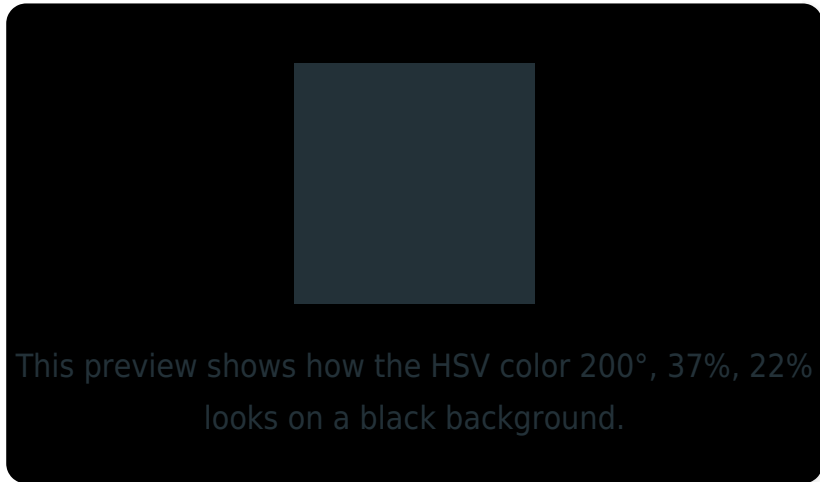 This preview shows how the HSV color 200°, 37%, 22%
looks on a black background.